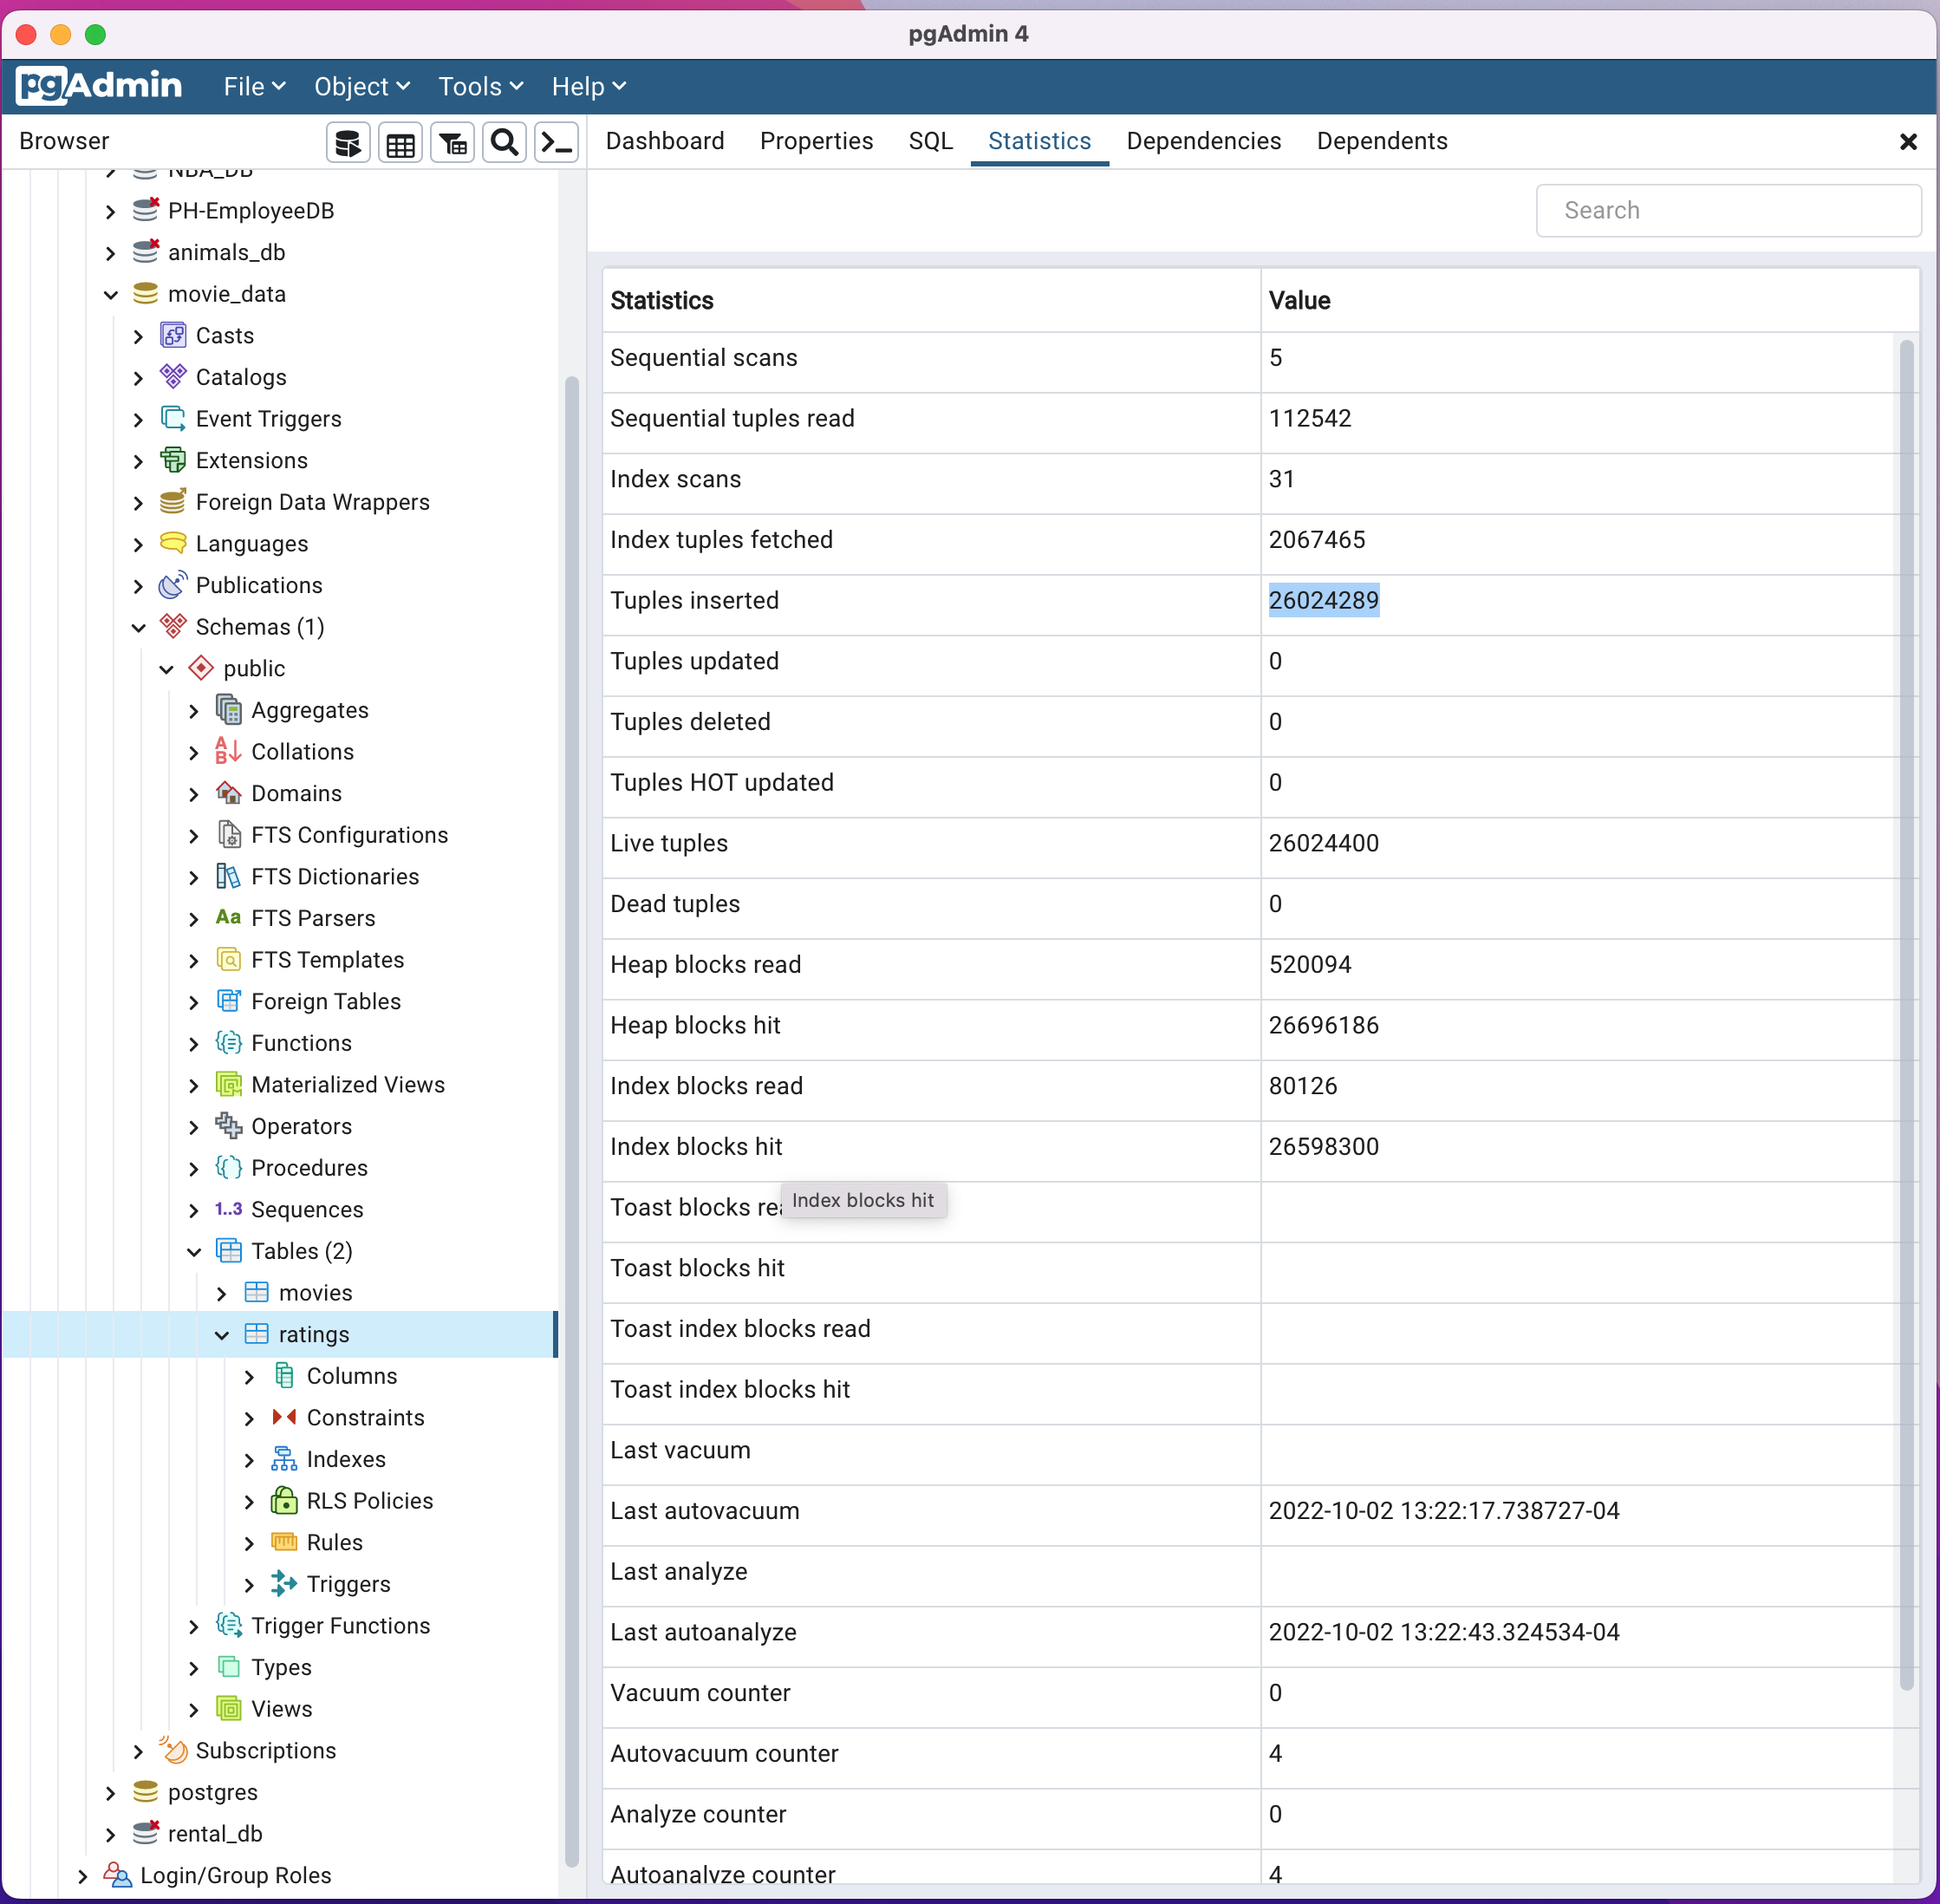 pgAdmin 4
pgAdmin File Object Tools Help
Browser
Dashboard Properties SQL Statistics Dependencies Dependents
Search
NBA_DB
PH-EmployeeDB
animals_db
movie_data
Casts
Catalogs
Event Triggers
Extensions
Foreign Data Wrappers
Languages
Publications
Schemas (1)
public
Aggregates
Collations
Domains
FTS Configurations
FTS Dictionaries
Aa FTS Parsers
FTS Templates
Foreign Tables
Functions
Materialized Views
Operators
Procedures
1..3 Sequences
Tables (2)
movies
ratings
Columns
Constraints
Indexes
RLS Policies
Rules
Triggers
Trigger Functions
Types
Views
Subscriptions
postgres
rental_db
Login/Group Roles
Statistics Value
Sequential scans 5
Sequential tuples read 112542
Index scans 31
Index tuples fetched 2067465
Tuples inserted 26024289
Tuples updated 0
Tuples deleted 0
Tuples HOT updated 0
Live tuples 26024400
Dead tuples 0
Heap blocks read 520094
Heap blocks hit 26696186
Index blocks read 80126
Index blocks hit 26598300
Toast blocks rea
Index blocks hit
Toast blocks hit
Toast index blocks read
Toast index blocks hit
Last vacuum
Last autovacuum 2022-10-02 13:22:17.738727-04
Last analyze
Last autoanalyze 2022-10-02 13:22:43.324534-04
Vacuum counter 0
Autovacuum counter 4
Analyze counter 0
Autoanalyze counter 4